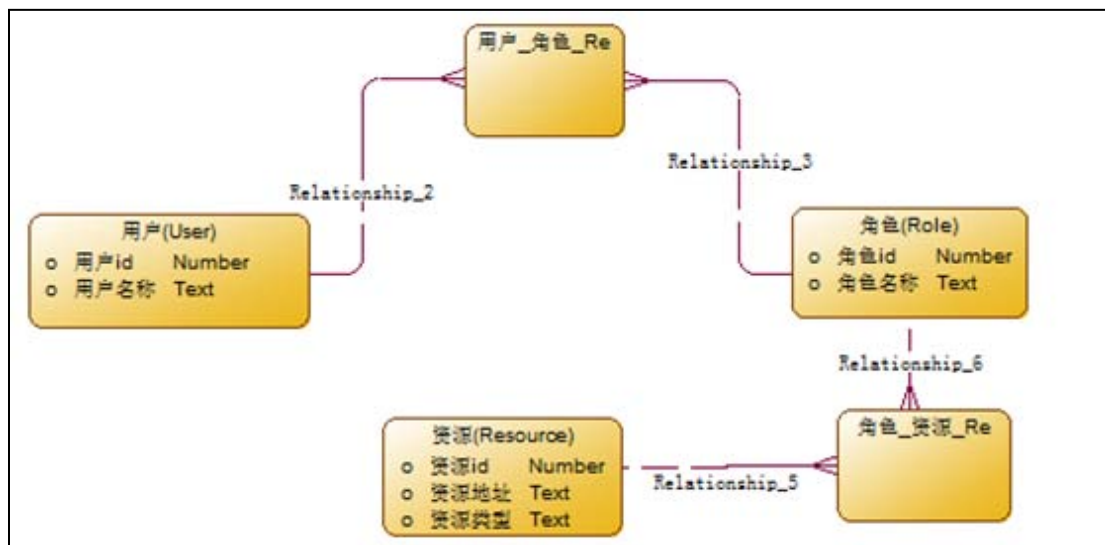 用户_角色_Re
Relationship_3
Relationship_2
用户(User)
用户id Number
用户名称 Text
角色(Role)
角色id Number
角色名称 Text
Relationship_6
资源(Resource)
资源id Number
资源地址 Text
资源类型 Text
Relationship_5
角色_资源_Re